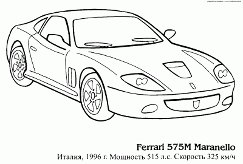 Ferrari 575M Maranello
Италия, 1996 г. Мощность 515 л.с. Скорость 325 км/ч